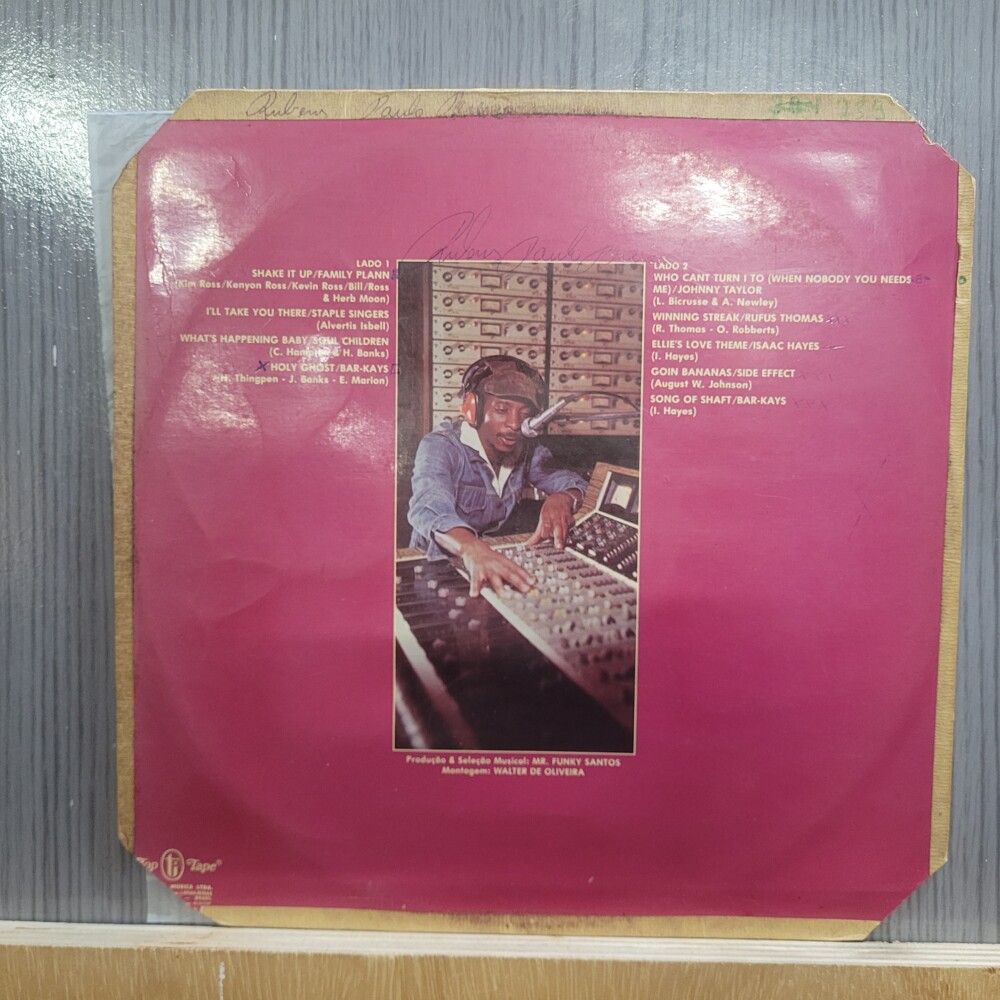 Rubens Paulo
LADO 1
SHAKE IT UP/FAMILY PLANN
(Kim Ross/Kenyon Ross/Kevin Ross/Bill/Ross
& Herb Moon)
I'LL TAKE YOU THERE/STAPLE SINGERS
(Alvertis Isbell)
WHAT'S HAPPENING BABY/SOUL CHILDREN
(C. Hampton & H. Banks)
HOLY GHOST/BAR-KAYS
H. Thingpen - J. Banks - E. Marion)
LADO 2
WHO CANT TURN I TO (WHEN NOBODY YOU NEEDS
ME)/JOHNNY TAYLOR
(L. Bicrusse & A. Newley)
WINNING STREAK/RUFUS THOMAS
(R. Thomas - O. Robberts)
ELLIE'S LOVE THEME/ISAAC HAYES
(I. Hayes)
GOIN BANANAS/SIDE EFFECT
(August W. Johnson)
SONG OF SHAFT/BAR-KAYS
(I. Hayes)
Produção & Seleção Musical: MR. FUNKY SANTOS
Montagem: WALTER DE OLIVEIRA
Top Tape®